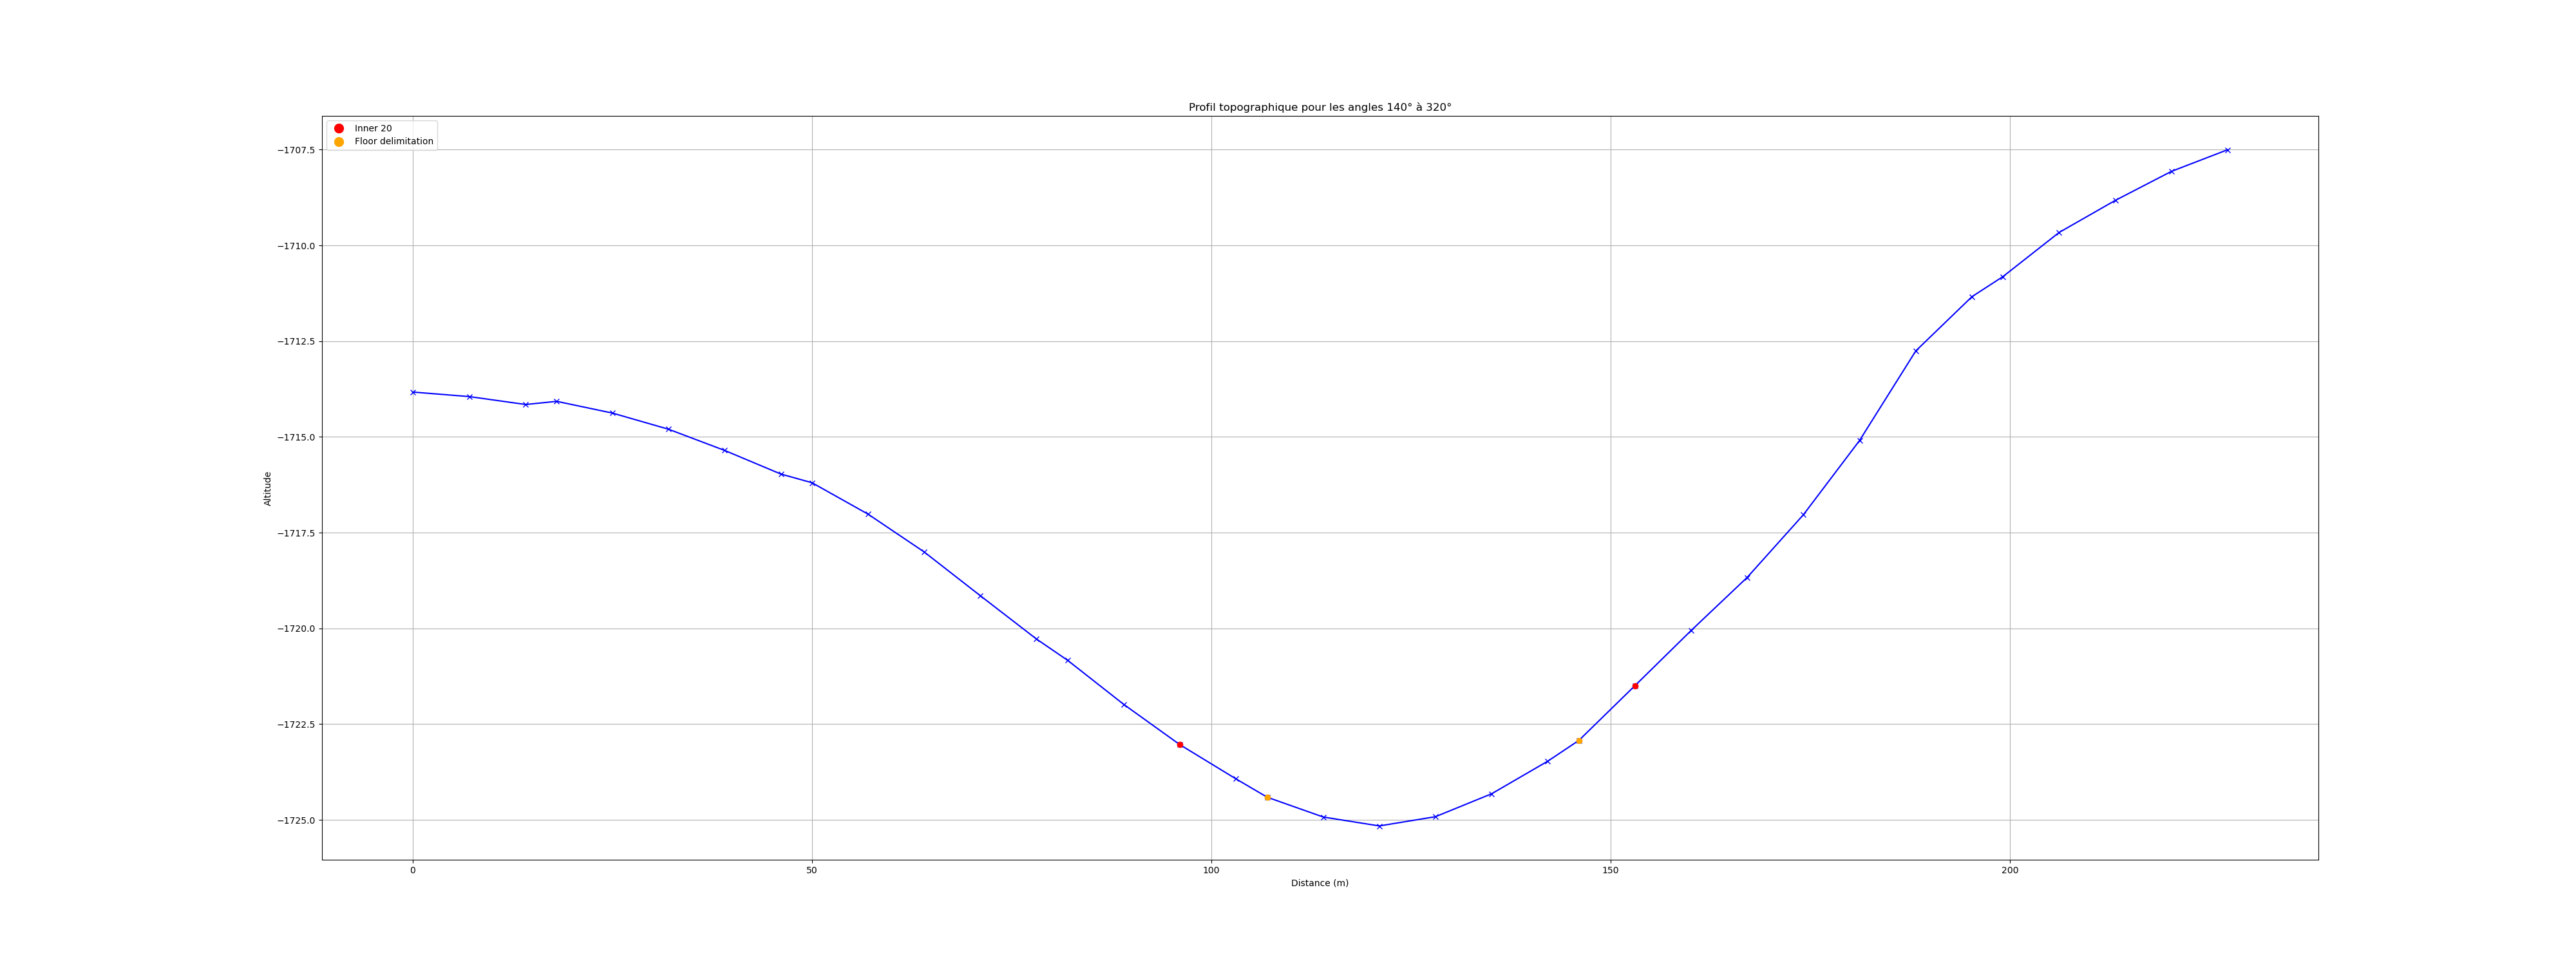 Profil topographique pour les angles 140° à 320°
Inner 20
Floor delimitation
−1707.5
−1710.0
−1712.5
−1715.0
−1717.5
−1720.0
−1722.5
−1725.0
Altitude
0 50 100 150 200
Distance (m)